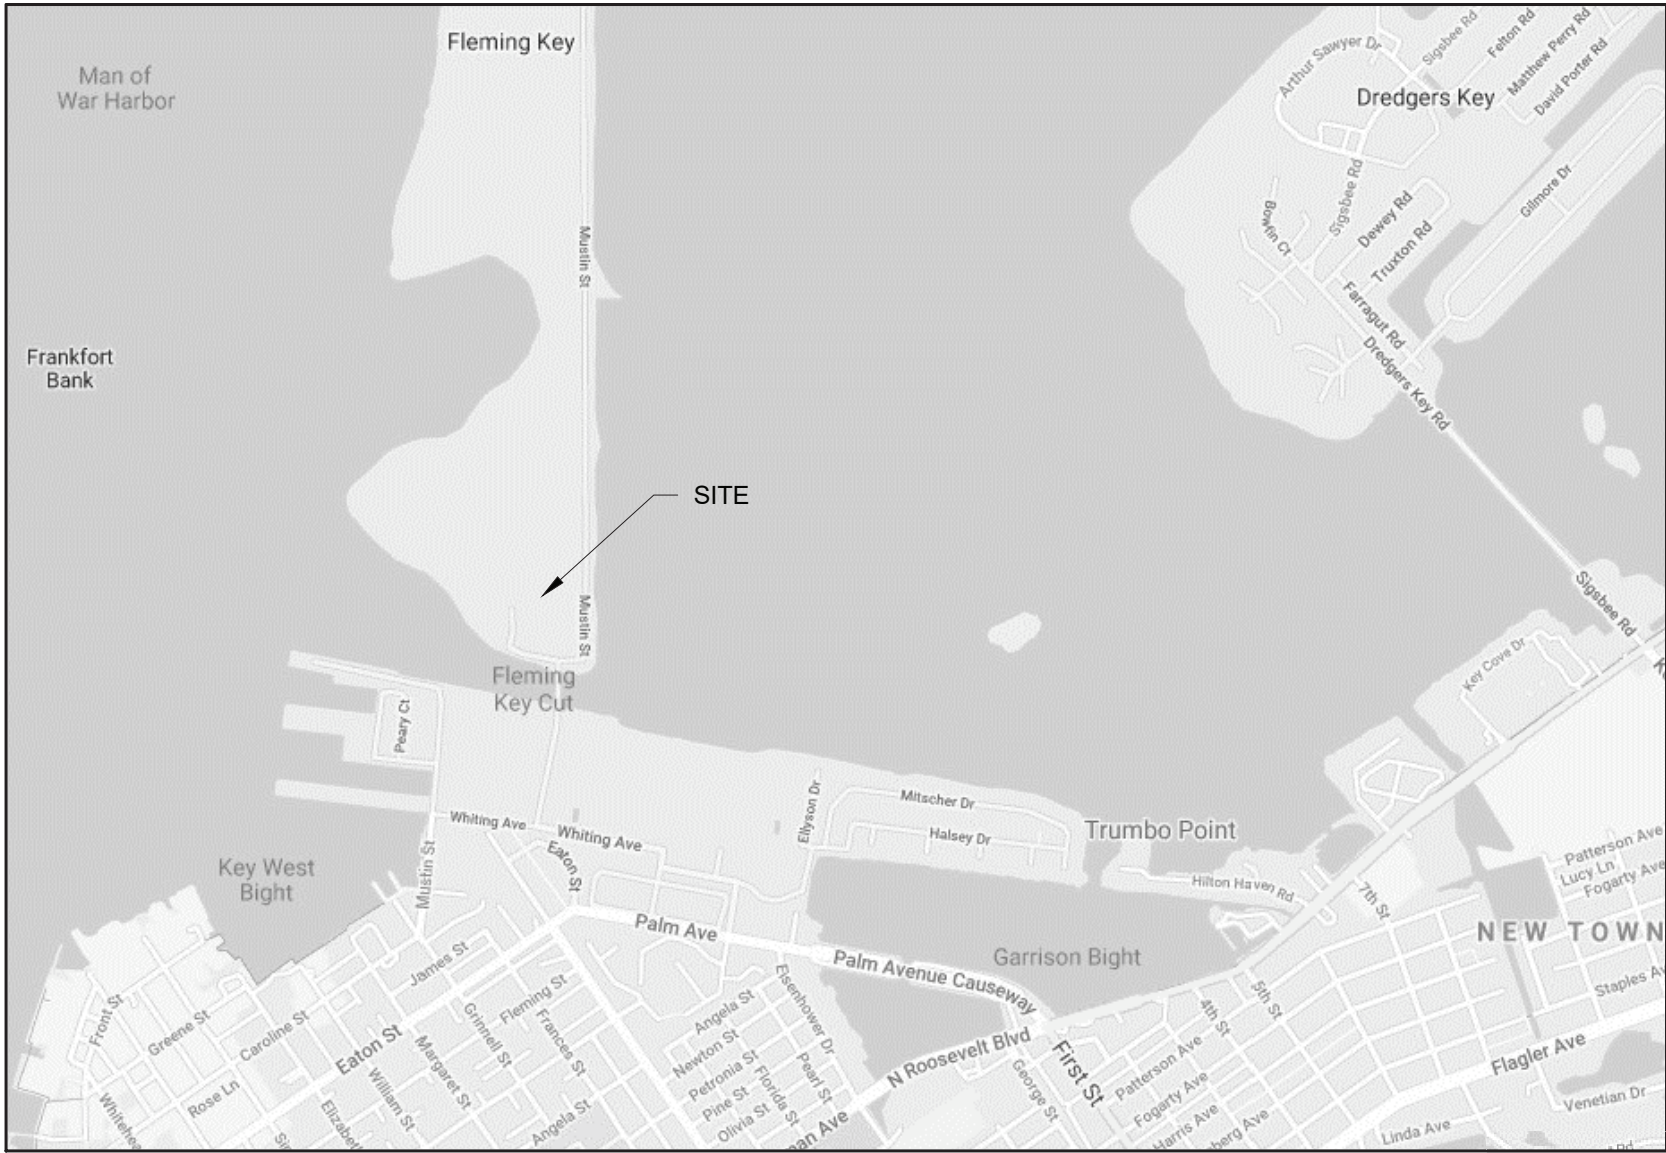 Fleming Key
Man of
War Harbor
Arthur Sawyer Dr
Sigsbee Rd
Felton Rd
Matthew Perry Rd
David Porter Rd
Dredgers Key
Gilmore Dr
Sigsbee Rd
Bowfin Ct
Dewey Rd
Truxton Rd
Mustin St
Farragut Rd
Dredgers Key Rd
Frankfort
Bank
SITE
Mustin St
Sigsbee Rd
Key Cove Dr
Fleming
Key Cut
Peary Ct
Ellyson Dr
Mitscher Dr
Halsey Dr
Trumbo Point
Whiting Ave
Whiting Ave
Eaton St
Mustin St
Key West
Bight
Hilton Haven Rd
7th St
Patterson Ave
Lucy Ln
Fogarty Ave
NEW TOWN
Palm Ave
Garrison Bight
Palm Avenue Causeway
Staples Av
James St
Fleming St
Grinnell St
Frances St
Angela St
Eisenhower Dr
4th St
5th St
Front St
Greene St
Caroline St
Eaton St
Margaret St
William St
Newton St
Petronia St
Pine St
Olivia St
Florida St
Pearl St
N Roosevelt Blvd
First St
George St
Patterson Ave
Fogarty Ave
Harris Ave
Flagler Ave
Venetian Dr
Linda Ave
Rose Ln
Angela St